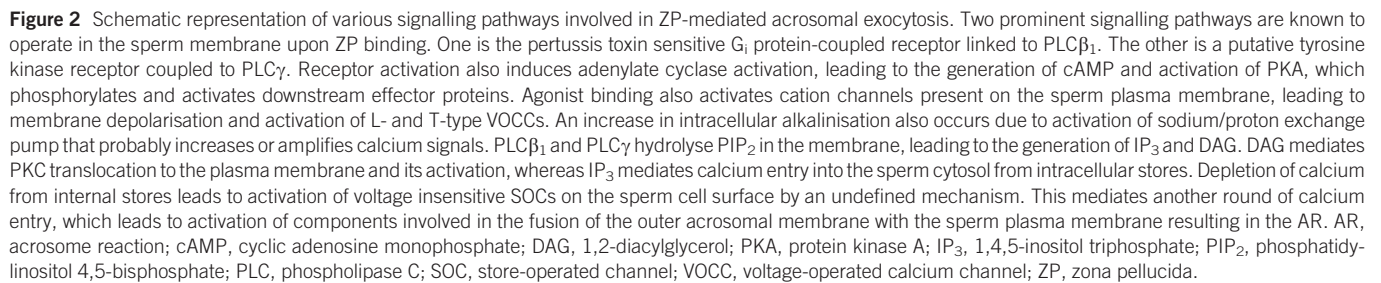 Figure 2 Schematic representation of various signalling pathways involved in ZP-mediated acrosomal exocytosis. Two prominent signalling pathways are known to
operate in the sperm membrane upon ZP binding. One is the pertussis toxin sensitive Gi protein-coupled receptor linked to PLCβ1. The other is a putative tyrosine
kinase receptor coupled to PLCγ. Receptor activation also induces adenylate cyclase activation, leading to the generation of cAMP and activation of PKA, which
phosphorylates and activates downstream effector proteins. Agonist binding also activates cation channels present on the sperm plasma membrane, leading to
membrane depolarisation and activation of L- and T-type VOCCs. An increase in intracellular alkalinisation also occurs due to activation of sodium/proton exchange
pump that probably increases or amplifies calcium signals. PLCβ1 and PLCγ hydrolyse PIP2 in the membrane, leading to the generation of IP3 and DAG. DAG mediates
PKC translocation to the plasma membrane and its activation, whereas IP3 mediates calcium entry into the sperm cytosol from intracellular stores. Depletion of calcium
from internal stores leads to activation of voltage insensitive SOCs on the sperm cell surface by an undefined mechanism. This mediates another round of calcium
entry, which leads to activation of components involved in the fusion of the outer acrosomal membrane with the sperm plasma membrane resulting in the AR. AR,
acrosome reaction; cAMP, cyclic adenosine monophosphate; DAG, 1,2-diacylglycerol; PKA, protein kinase A; IP3, 1,4,5-inositol triphosphate; PIP2, phosphatidy-
linositol 4,5-bisphosphate; PLC, phospholipase C; SOC, store-operated channel; VOCC, voltage-operated calcium channel; ZP, zona pellucida.